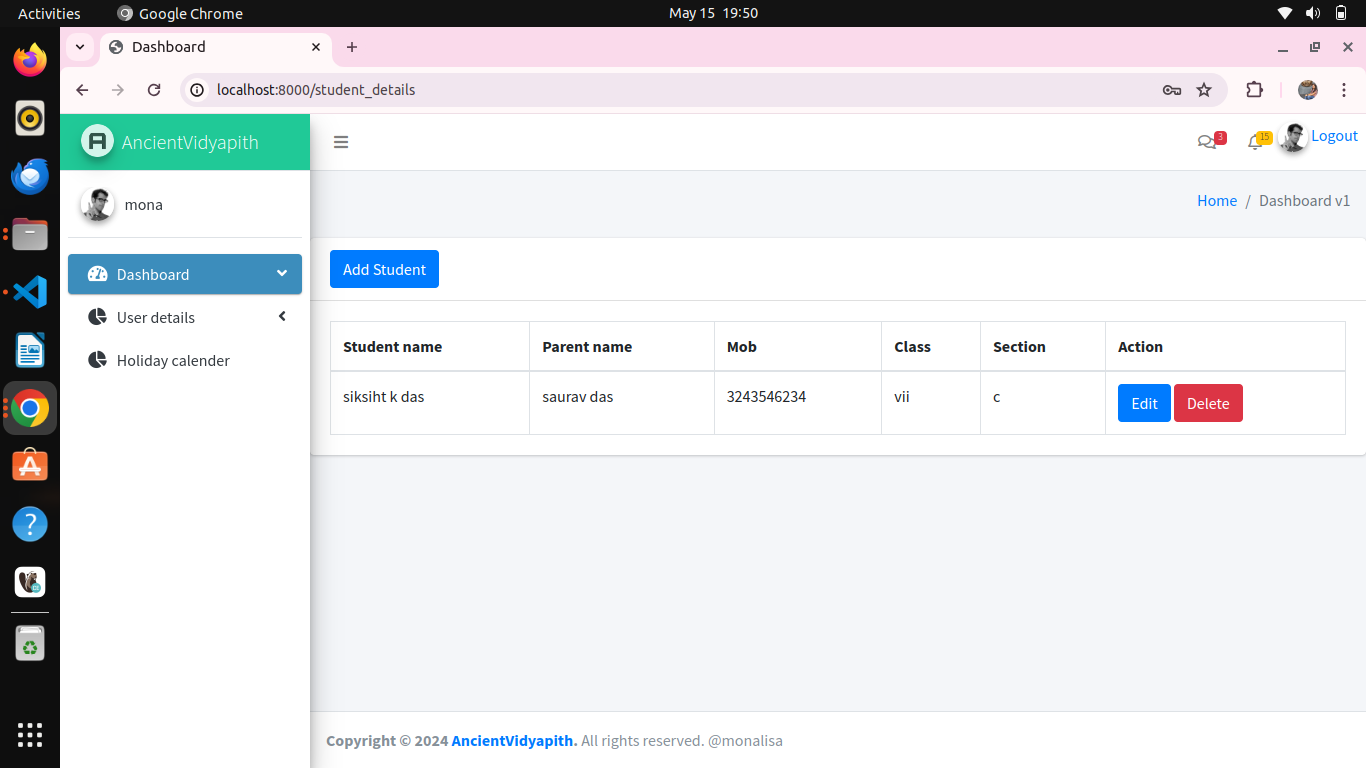 Activities Google Chrome May 15 19:50
Dashboard
localhost:8000/student_details
AncientVidyapith
3 15 Logout
mona
Home / Dashboard v1
Dashboard
User details
Holiday calender
Add Student
Student name Parent name Mob Class Section Action
siksiht k das saurav das 3243546234 vii c Edit Delete
Copyright © 2024 AncientVidyapith. All rights reserved. @monalisa